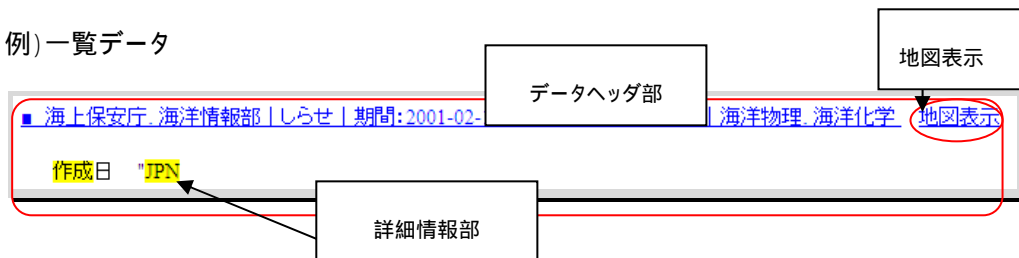 例)一覧データ
地図表示
データヘッダ部
■ 海上保安庁. 海洋情報部 | しらせ | 期間:2001-02- | 海洋物理. 海洋化学 地図表示
作成日 "JPN
詳細情報部